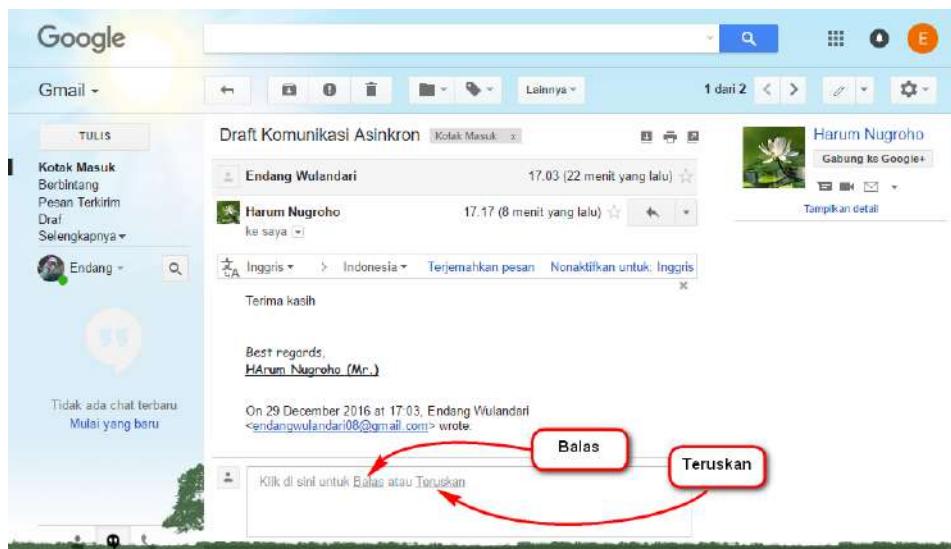 Google
E
Gmail
Lainnya
1 dari 2
TULIS
Kotak Masuk
Berbintang
Pesan Terkirim
Draf
Selengkapnya
Endang
Tidak ada chat terbaru
Mulai yang baru
Draft Komunikasi Asinkron Kotak Masuk x
Endang Wulandari 17.03 (22 menit yang lalu)
Harum Nugroho 17.17 (8 menit yang lalu)
ke saya
Inggris > Indonesia Terjemahkan pesan Nonaktifkan untuk: Inggris
Terima kasih
Best regards,
HArum Nugroho (Mr.)
On 29 December 2016 at 17:03, Endang Wulandari
<endangwulandari08@gmail.com> wrote:
Balas
Teruskan
Klik di sini untuk Balas atau Teruskan
Harum Nugroho
Gabung ke Google+
Tampilkan detail